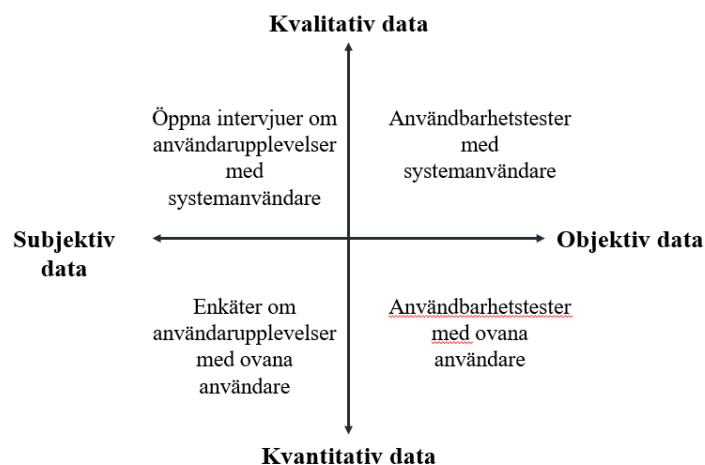 Kvalitativ data
Öppna intervjuer om
användarupplevelser
med
systemanvändare
Användbarhetstester
med
systemanvändare
Subjektiv
data
Objektiv data
Enkäter om
användarupplevelser
med ovana
användare
Användbarhetstester
med ovana
användare
Kvantitativ data